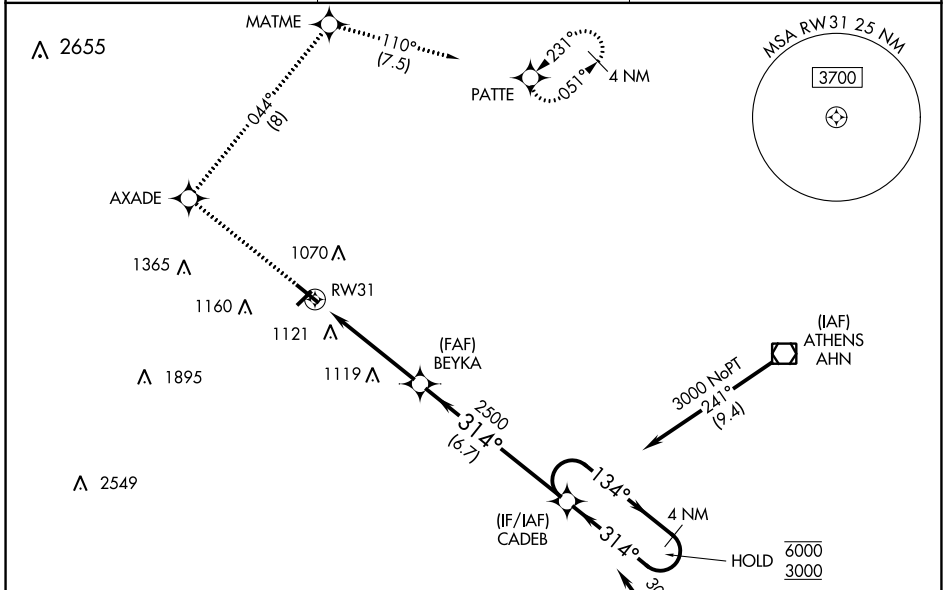 MATME
110°
(7.5)
2655
MSA RW31 25 NM
3700
231°
051°
4 NM
PATTE
044°
(8)
AXADE
1070
1365
RW31
1160
1121
(FAF)
BEYKA
1119
1895
(IAF)
ATHENS
AHN
3000 NoPT
241°
(9.4)
2500
314°
(6.7)
2549
134°
4 NM
(IF/IAF)
CADEB
314°
HOLD
6000
3000